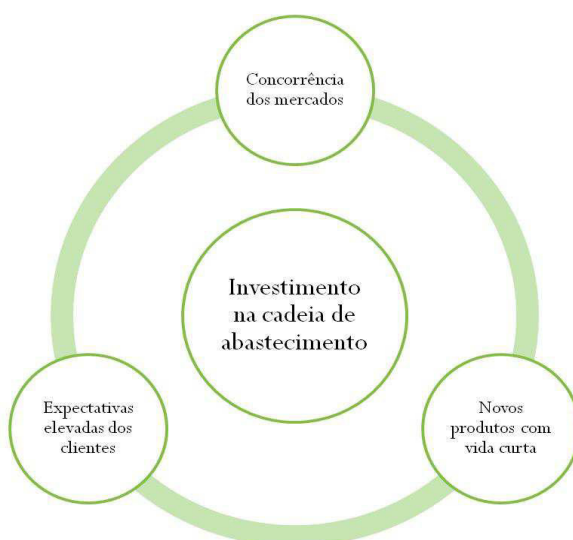 Concorrência
dos mercados
Investimento
na cadeia de
abastecimento
Expectativas
elevadas dos
clientes
Novos
produtos com
vida curta